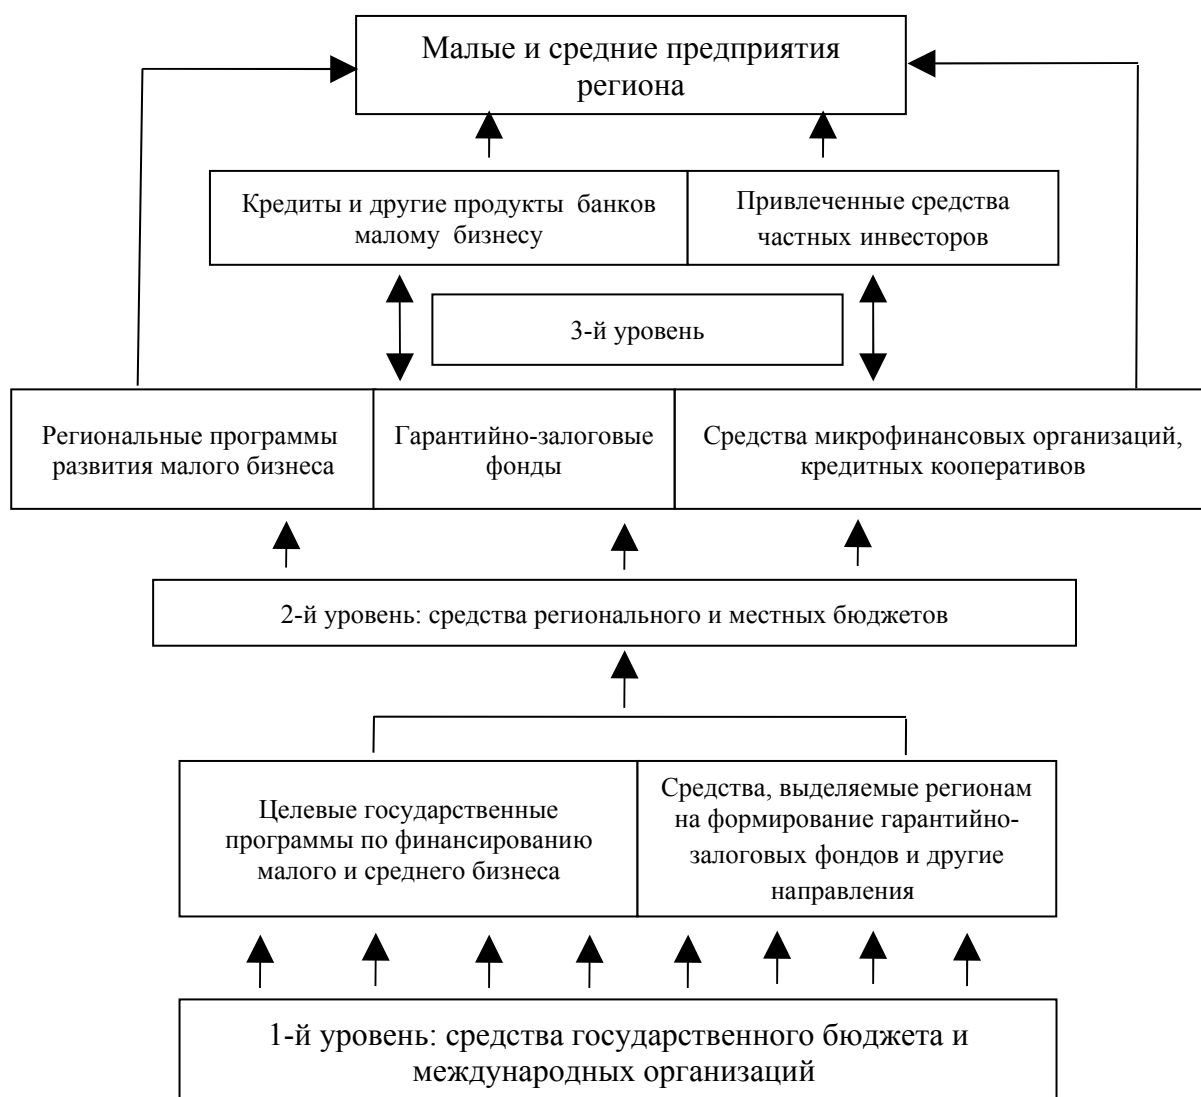 Малые и средние предприятия
региона
Кредиты и другие продукты банков
малому бизнесу
Привлеченные средства
частных инвесторов
3-й уровень
Региональные программы
развития малого бизнеса
Гарантийно-залоговые
фонды
Средства микрофинансовых организаций,
кредитных кооперативов
2-й уровень: средства регионального и местных бюджетов
Целевые государственные
программы по финансированию
малого и среднего бизнеса
Средства, выделяемые регионам
на формирование гарантийно-
залоговых фондов и другие
направления
1-й уровень: средства государственного бюджета и
международных организаций